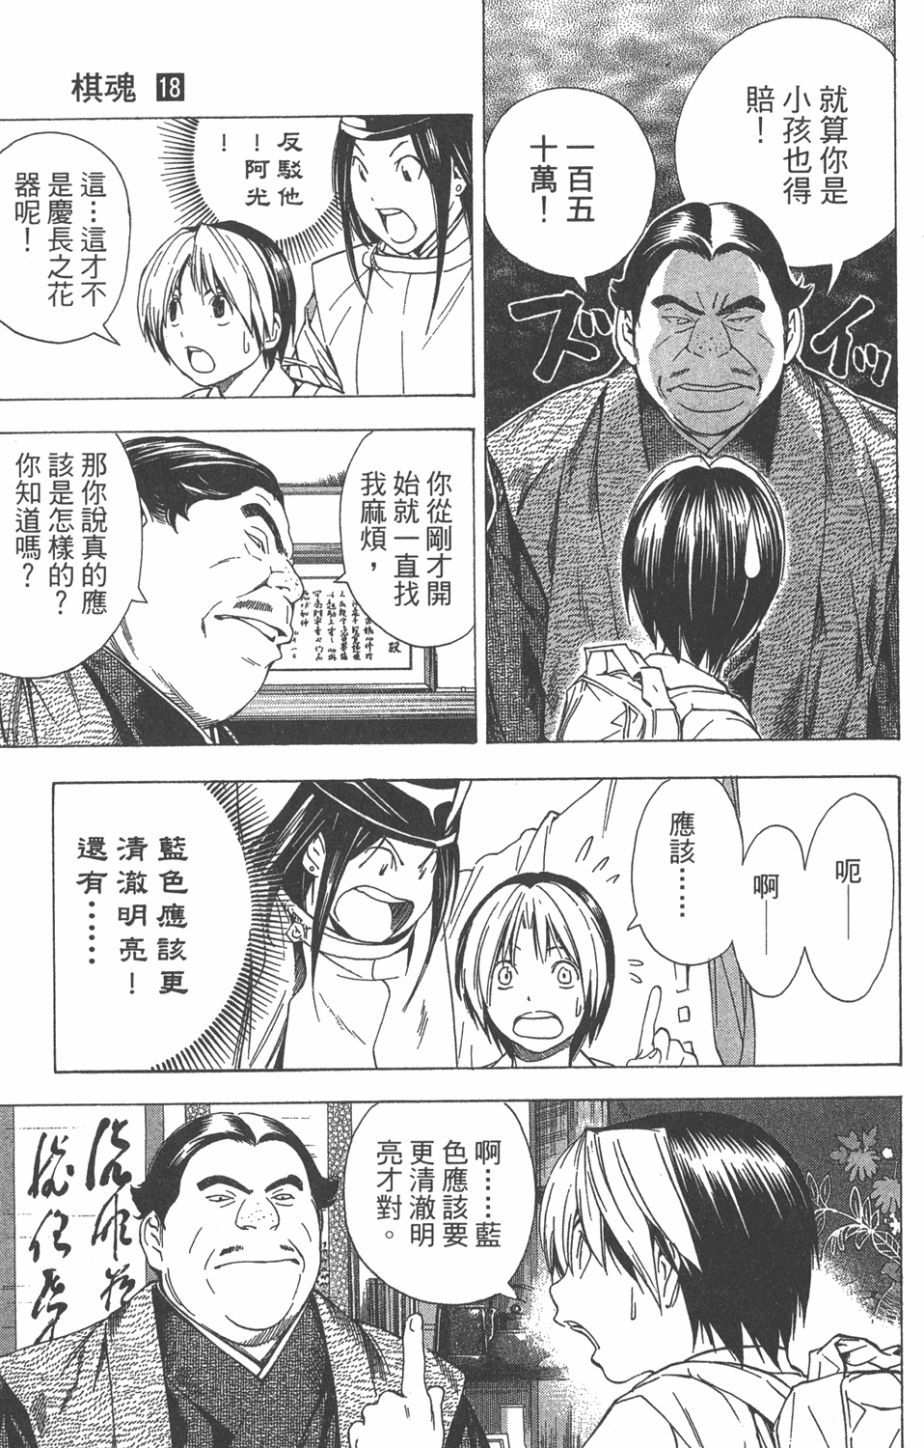 棋魂 18
就算你是
小孩也得
賠！
一百五
十萬！
ズイッ
反駁他
！阿光
！
這…這才不
是慶長之花
器呢！
你從剛才開
始就一直找
我麻煩，
那你說真的應
該是怎樣的？
你知道嗎？
呃——
啊——
應該……
藍色應該更
清澈明亮！
還有……
啊……藍
色應該要
更清澈明
亮才對。